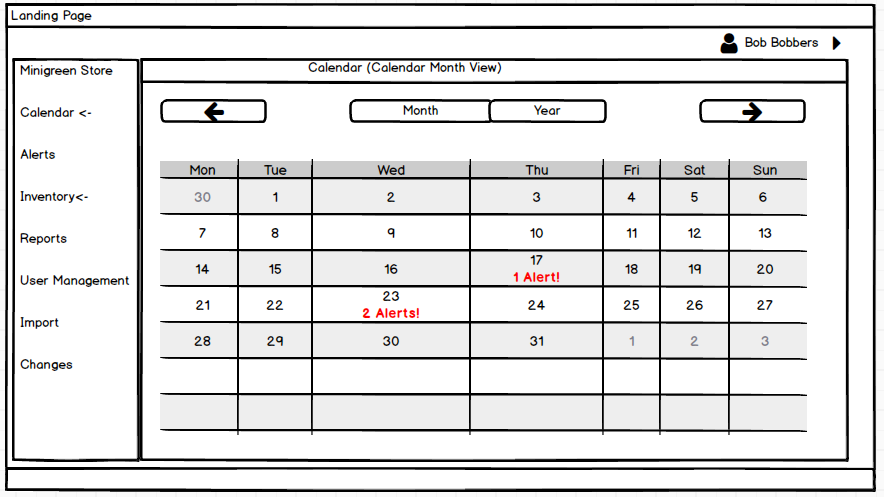 Landing Page
Bob Bobbers
Minigreen Store
Calendar <-
Alerts
Inventory<-
Reports
User Management
Import
Changes
Calendar (Calendar Month View)
Month Year
Mon Tue Wed Thu Fri Sat Sun
30 1 2 3 4 5 6
7 8 9 10 11 12 13
14 15 16 17 18 19 20
1 Alert!
21 22 23 24 25 26 27
2 Alerts!
28 29 30 31 1 2 3